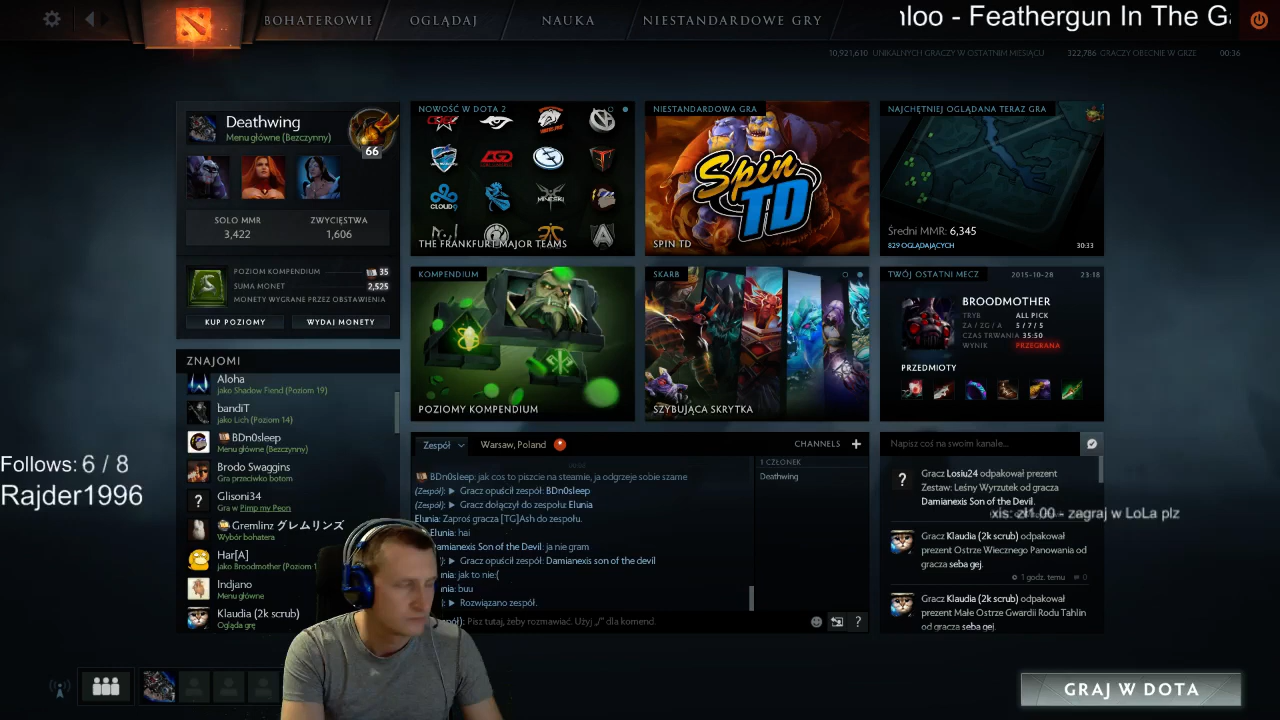 BOHATEROWIE
OGLĄDAJ
NAUKA
NIESTANDARDOWE GRY
Feathergun In The
10,921,610 UNIKALNYCH GRACZY W OSTATNIM MIESIĄCU
322,786 GRACZY OBECNIE W GRZE
00:36
Deathwing
Menu główne (Bezczynny)
66
SOLO MMR
3,422
ZWYCIĘSTWA
1,606
POZIOM KOMPENDIUM 35
SUMA MONET 2,525
MONETY WYGRANE PRZEZ OBSTAWIENIA
KUP POZIOMY
WYDAJ MONETY
NOWOŚĆ W DOTA 2
CLOUD9
MINESKI
THE FRANKFURT MAJOR TEAMS
NIESTANDARDOWA GRA
Spin
TD
SPIN TD
NAJCHĘTNIEJ OGLĄDANA TERAZ GRA
Średni MMR: 6,345
829 OGLĄDAJĄCYCH
30:33
KOMPENDIUM
POZIOMY KOMPENDIUM
SKARB
SZYBUJĄCA SKRYTKA
TWÓJ OSTATNI MECZ
2015-10-28
23:18
BROODMOTHER
TRYB ALL PICK
ZA / ZG / A 5 / 7 / 5
CZAS TRWANIA 35:50
WYNIK PRZEGRANA
PRZEDMIOTY
ZNAJOMI
Aloha
jako Shadow Fiend (Poziom 19)
bandiT
jako Lich (Poziom 14)
BDn0sleep
Menu główne (Bezczynny)
Brodo Swaggins
Gra przeciwko botom
Glisoni34
Gra w Pimp my Peon
Gremlinz グレムリンズ
Wybór bohatera
Har[A]
jako Broodmother (Poziom 1
Indjano
Menu główne
Klaudia (2k scrub)
Ogląda grę
Follows: 6 / 8
Rajder1996
Zespół
Warsaw, Poland
CHANNELS +
1 CZŁONEK
Deathwing
BDn0sleep: jak cos to piszcie na steamie, ja odgrzeje sobie szame
(Zespół): Gracz opuścił zespół: BDn0sleep
(Zespół): Gracz dołączył do zespołu: Elunia
Elunia: Zaproś gracza [TG]Ash do zespołu.
Elunia: hai
Damianexis Son of the Devil: ja nie gram
): Gracz opuścił zespół: Damianexis son of the devil
nia: jak to nie:(
nia: buu
Rozwiązano zespół.
espół): Pisz tutaj, żeby rozmawiać. Użyj „/” dla komend.
?
Napisz coś na swoim kanale...
?
Gracz Losiu24 odpakował prezent
Zestaw: Leśny Wyrzutek od gracza
Damianexis Son of the Devil.
xis: zł1.00 - zagraj w LoLa plz
Gracz Klaudia (2k scrub) odpakował
prezent Ostrze Wiecznego Panowania od
gracza seba gej.
1 godz. temu 0
Gracz Klaudia (2k scrub) odpakował
prezent Małe Ostrze Gwardii Rodu Tahlin
od gracza seba gej.
GRAJ W DOTA